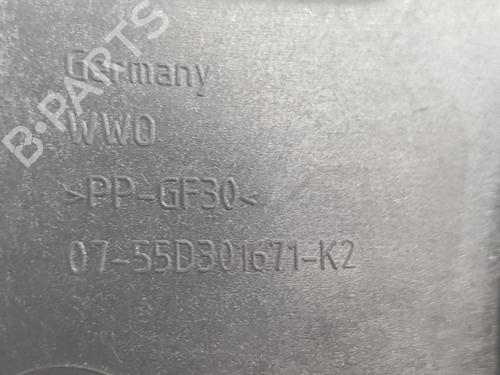 B-PARTS
Germany
WWO
>PP-GF30<
07-55D301671-K2